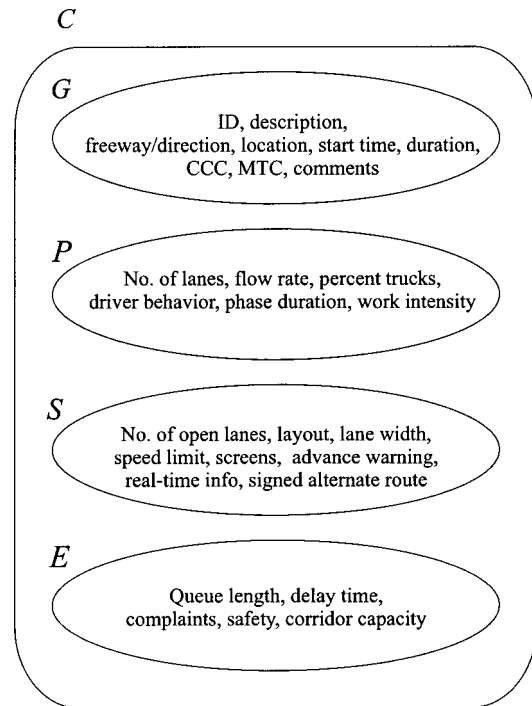 C
G
ID, description,
freeway/direction, location, start time, duration,
CCC, MTC, comments
P
No. of lanes, flow rate, percent trucks,
driver behavior, phase duration, work intensity
S
No. of open lanes, layout, lane width,
speed limit, screens, advance warning,
real-time info, signed alternate route
E
Queue length, delay time,
complaints, safety, corridor capacity